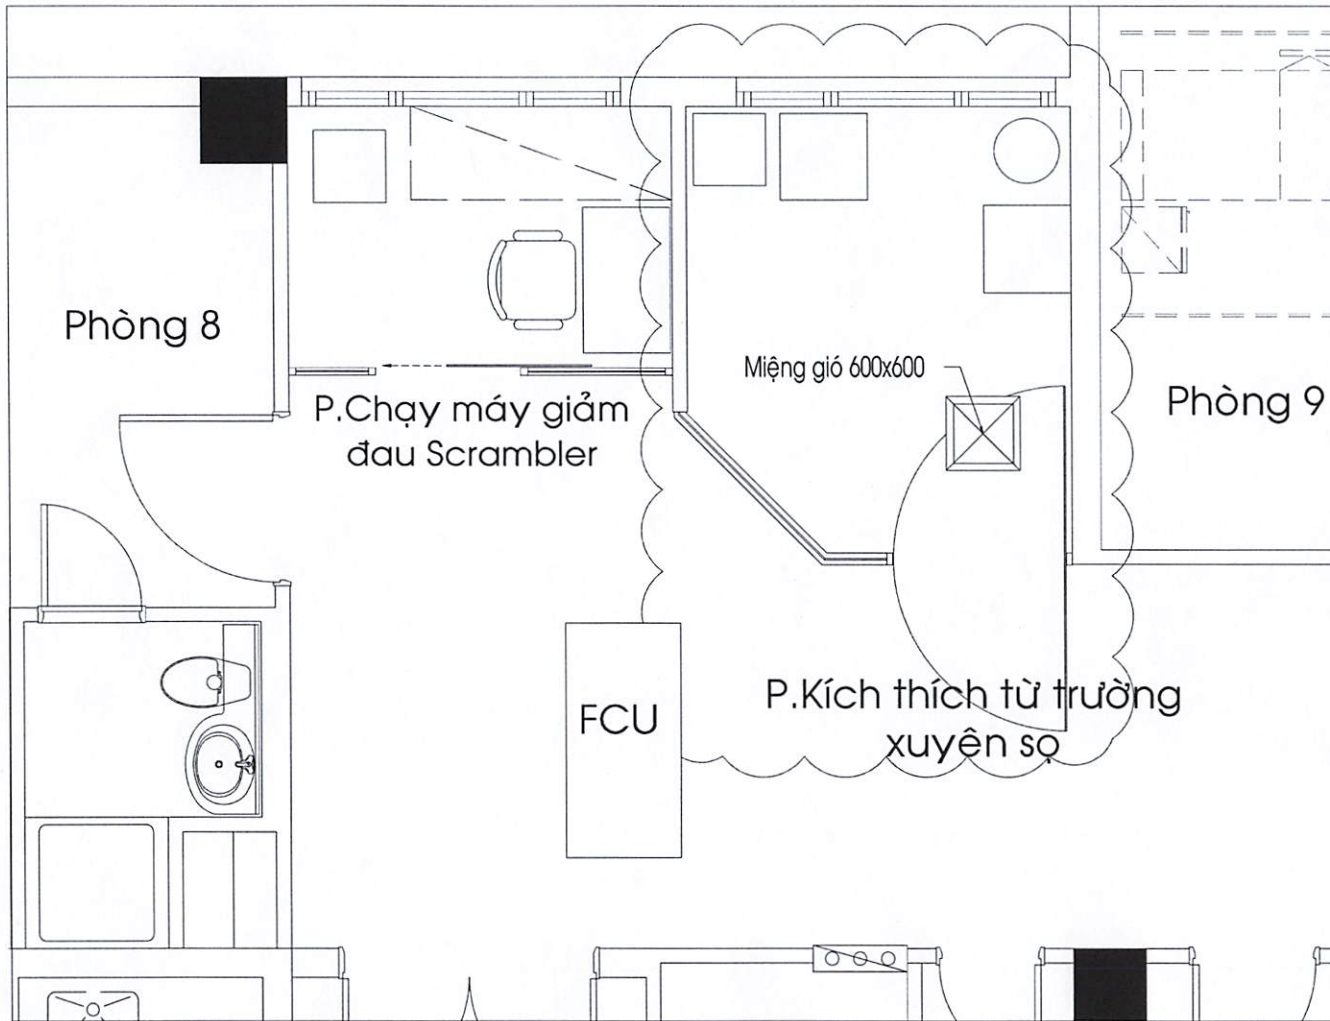 Phòng 8
Miệng gió 600x600
Phòng 9
P.Chạy máy giảm
đau Scrambler
FCU
P.Kích thích từ trường
xuyên sọ